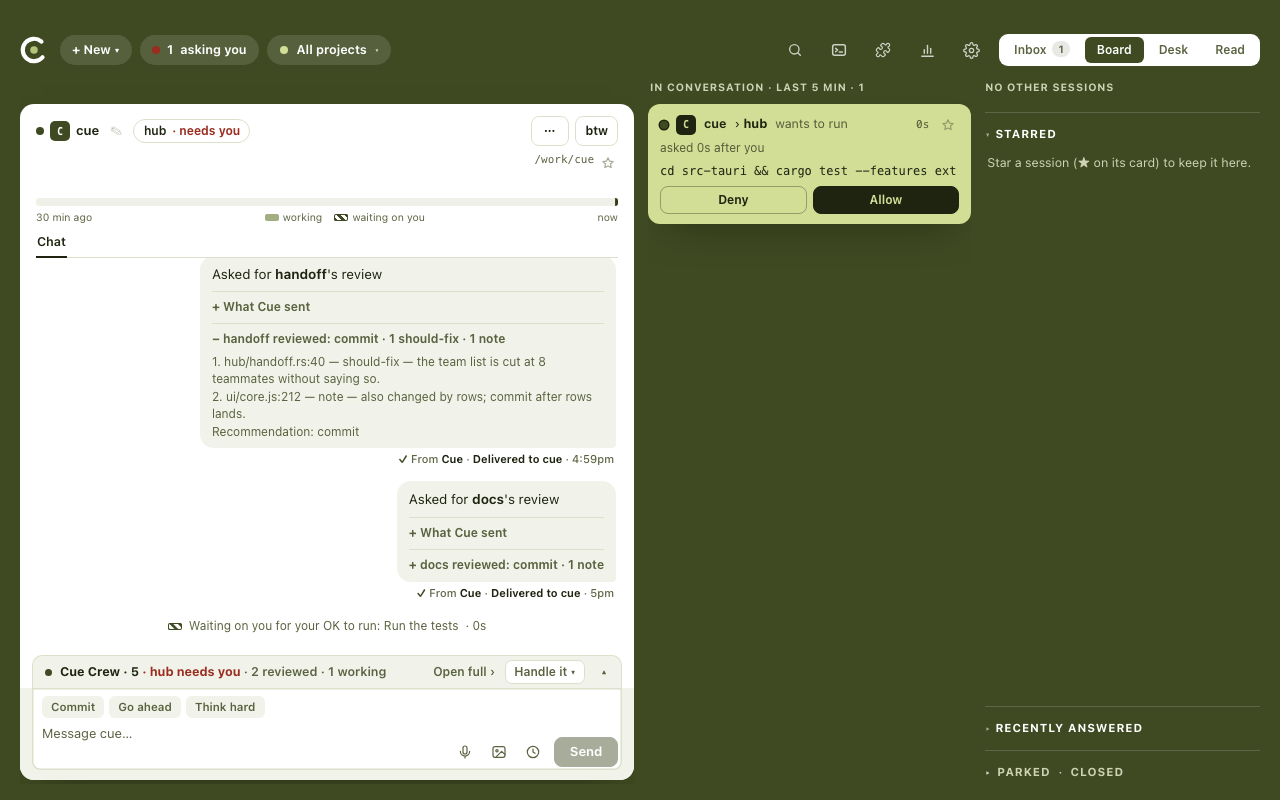 + New ▾
1 asking you
All projects
Inbox 1
Board
Desk
Read
C cue
hub · needs you
···
btw
/work/cue
30 min ago
working
waiting on you
now
Chat
Asked for handoff's review
+ What Cue sent
− handoff reviewed: commit · 1 should-fix · 1 note
1. hub/handoff.rs:40 — should-fix — the team list is cut at 8
teammates without saying so.
2. ui/core.js:212 — note — also changed by rows; commit after rows
lands.
Recommendation: commit
✓ From Cue · Delivered to cue · 4:59pm
Asked for docs's review
+ What Cue sent
+ docs reviewed: commit · 1 note
✓ From Cue · Delivered to cue · 5pm
Waiting on you for your OK to run: Run the tests · 0s
Cue Crew · 5 · hub needs you · 2 reviewed · 1 working
Open full ›
Handle it ▾
Commit
Go ahead
Think hard
Message cue...
Send
IN CONVERSATION · LAST 5 MIN · 1
C cue › hub wants to run 0s
asked 0s after you
cd src-tauri && cargo test --features ext
Deny
Allow
NO OTHER SESSIONS
STARRED
Star a session (★ on its card) to keep it here.
RECENTLY ANSWERED
PARKED · CLOSED